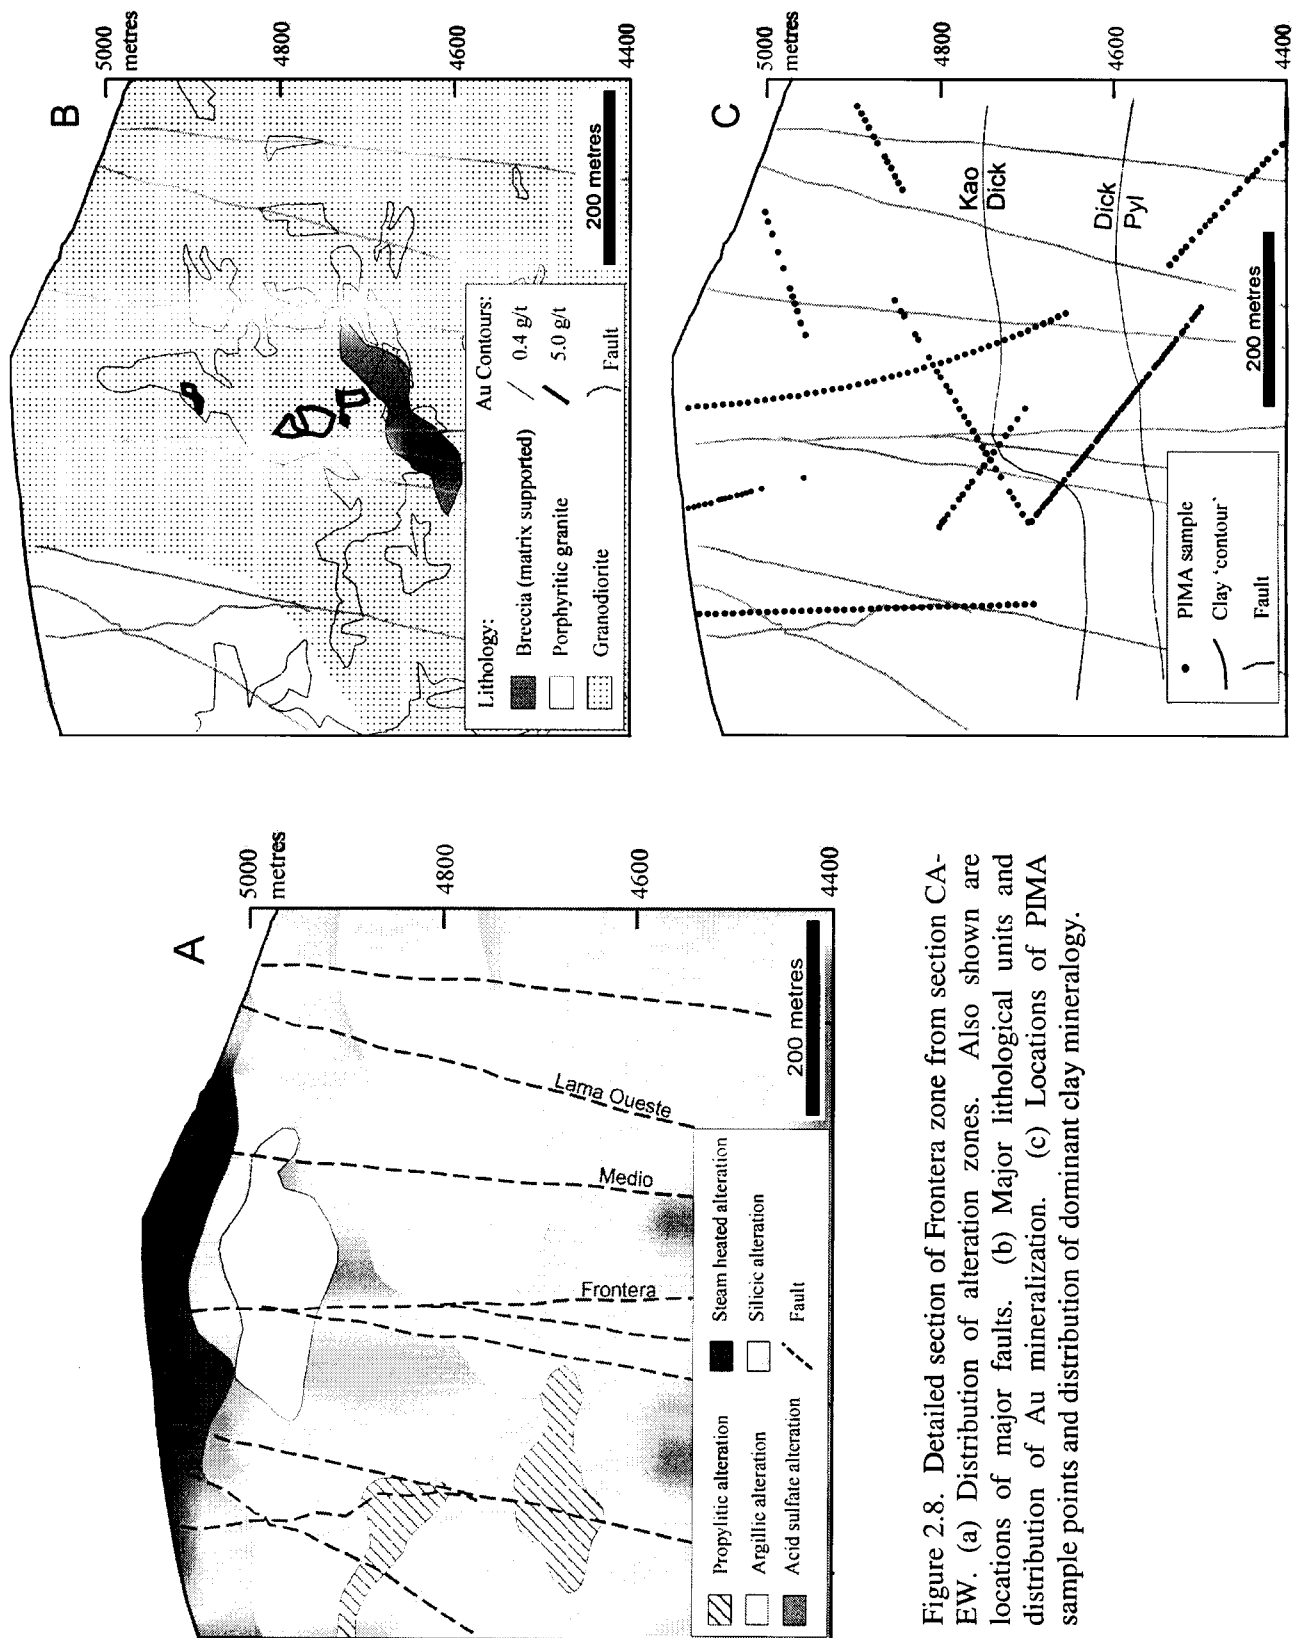 A
5000
metres
4800
4600
4400
Lama Oueste
Medio
Frontera
200 metres
Propylitic alteration
Argillic alteration
Acid sulfate alteration
Steam heated alteration
Silicic alteration
Fault
B
5000
metres
4800
4600
4400
200 metres
Lithology:
Breccia (matrix supported)
Porphyritic granite
Granodiorite
Au Contours:
0.4 g/t
5.0 g/t
Fault
C
5000
metres
4800
4600
4400
Kao
Dick
Dick
Pyl
200 metres
PIMA sample
Clay ‘contour’
Fault
Figure 2.8. Detailed section of Frontera zone from section CA-
EW. (a) Distribution of alteration zones. Also shown are
locations of major faults. (b) Major lithological units and
distribution of Au mineralization. (c) Locations of PIMA
sample points and distribution of dominant clay mineralogy.